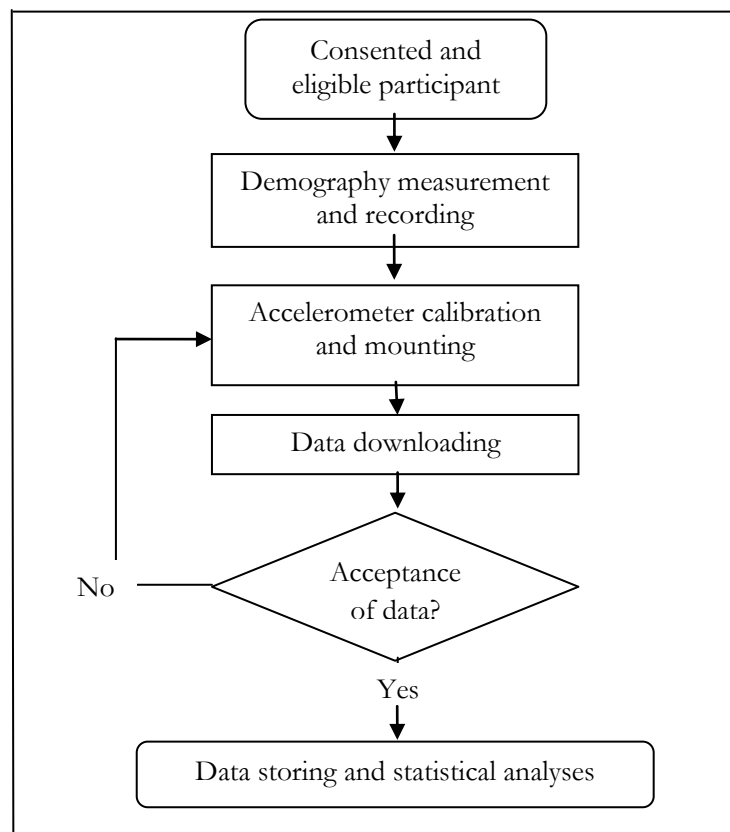 Consented and
eligible participant
Demography measurement
and recording
Accelerometer calibration
and mounting
Data downloading
Acceptance
of data?
No
Yes
Data storing and statistical analyses